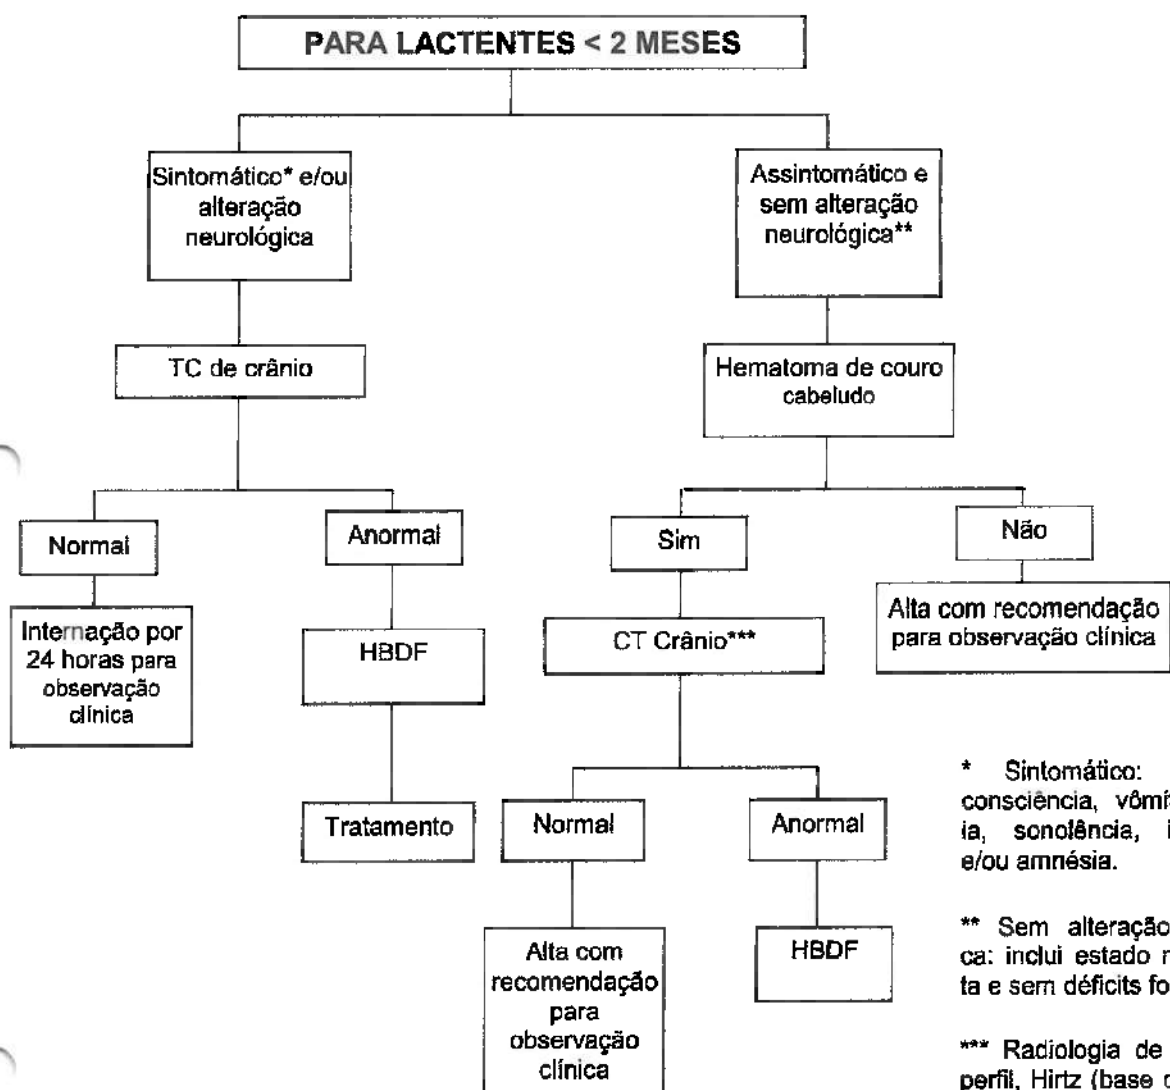 PARA LACTENTES < 2 MESES
Sintomático* e/ou
alteração
neurológica
Assintomático e
sem alteração
neurológica**
TC de crânio
Hematoma de couro
cabeludo
Normal
Anormal
Sim
Não
Internação por
24 horas para
observação
clínica
HBDF
CT Crânio***
Alta com recomendação
para observação clínica
Tratamento
Normal
Anormal
Alta com
recomendação
para
observação
clínica
HBDF
* Sintomático:
consciência, vômi
ia, sonolência, i
e/ou amnésia.
** Sem alteração
ca: inclui estado
ta e sem déficits fo
*** Radiologia de
perfil, Hirtz (base